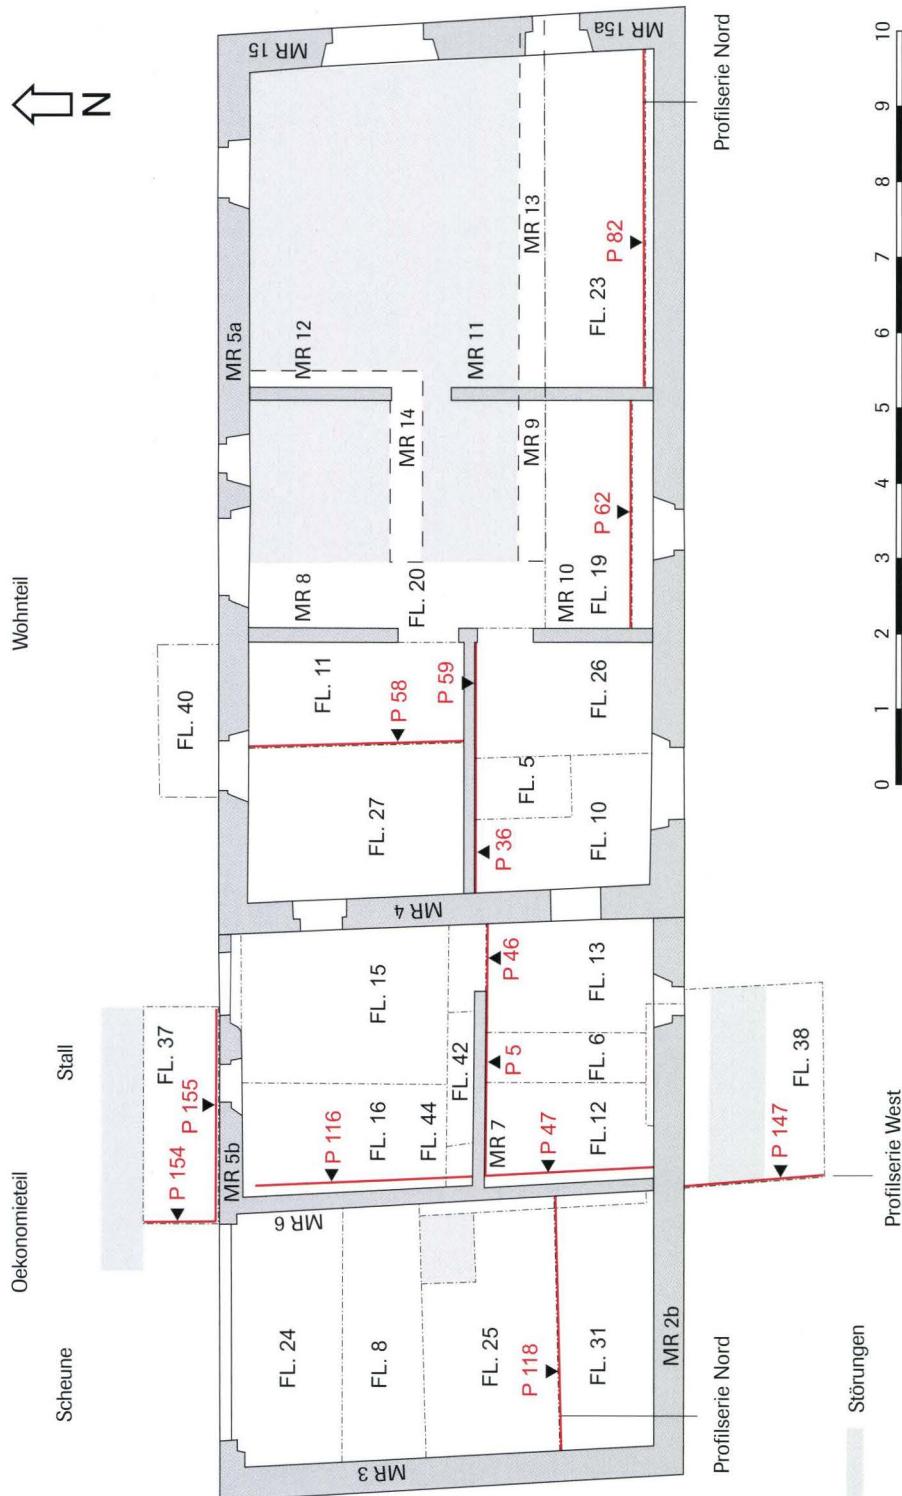 Oekonomieteil
Wohnteil
Scheune
Stall
N
P 154
FL. 37
P 155
FL. 40
MR 5b
MR 5a
MR 15
FL. 24
MR 6
P 116
FL. 15
FL. 16
FL. 27
FL. 11
MR 8
MR 12
FL. 8
FL. 44
FL. 42
P 58
FL. 20
MR 14
MR 3
MR 4
P 59
MR 11
FL. 25
MR 7
P 5
P 46
P 36
FL. 5
MR 9
MR 13
P 118
P 47
MR 10
FL. 31
FL.12
FL. 6
FL. 13
FL. 10
FL. 26
FL. 19
P 62
FL. 23
P 82
MR 15a
MR 2b
Profilserie Nord
Profilserie Nord
P 147
FL. 38
Störungen
Profilserie West
0 1 2 3 4 5 6 7 8 9 10